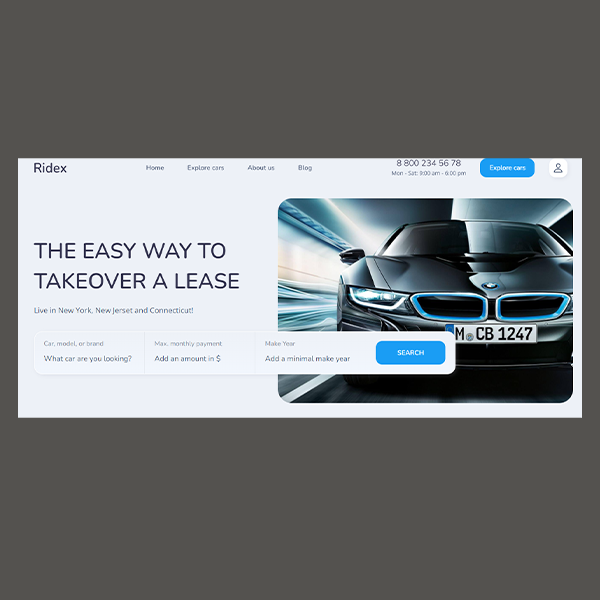 Ridex
Home
Explore cars
About us
Blog
8 800 234 56 78
Mon - Sat: 9:00 am - 6:00 pm
Explore cars
THE EASY WAY TO
TAKEOVER A LEASE
Live in New York, New Jerset and Connecticut!
Car, model, or brand
What car are you looking?
Max. monthly payment
Add an amount in $
Make Year
Add a minimal make year
SEARCH
M CB 1247